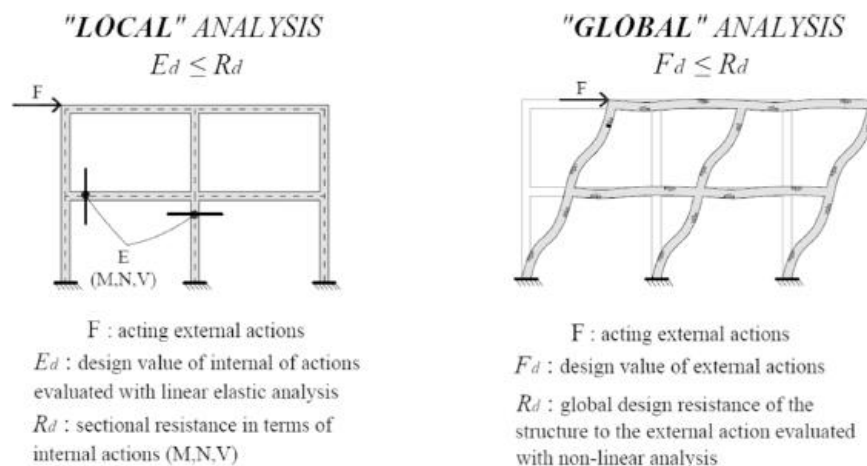 "LOCAL" ANALYSIS
Ed ≤ Rd
F
E
(M,N,V)
F : acting external actions
Ed : design value of internal of actions
evaluated with linear elastic analysis
Rd : sectional resistance in terms of
internal actions (M,N,V)
"GLOBAL" ANALYSIS
Fd ≤ Rd
F
F : acting external actions
Fd : design value of external actions
Rd : global design resistance of the
structure to the external action evaluated
with non-linear analysis